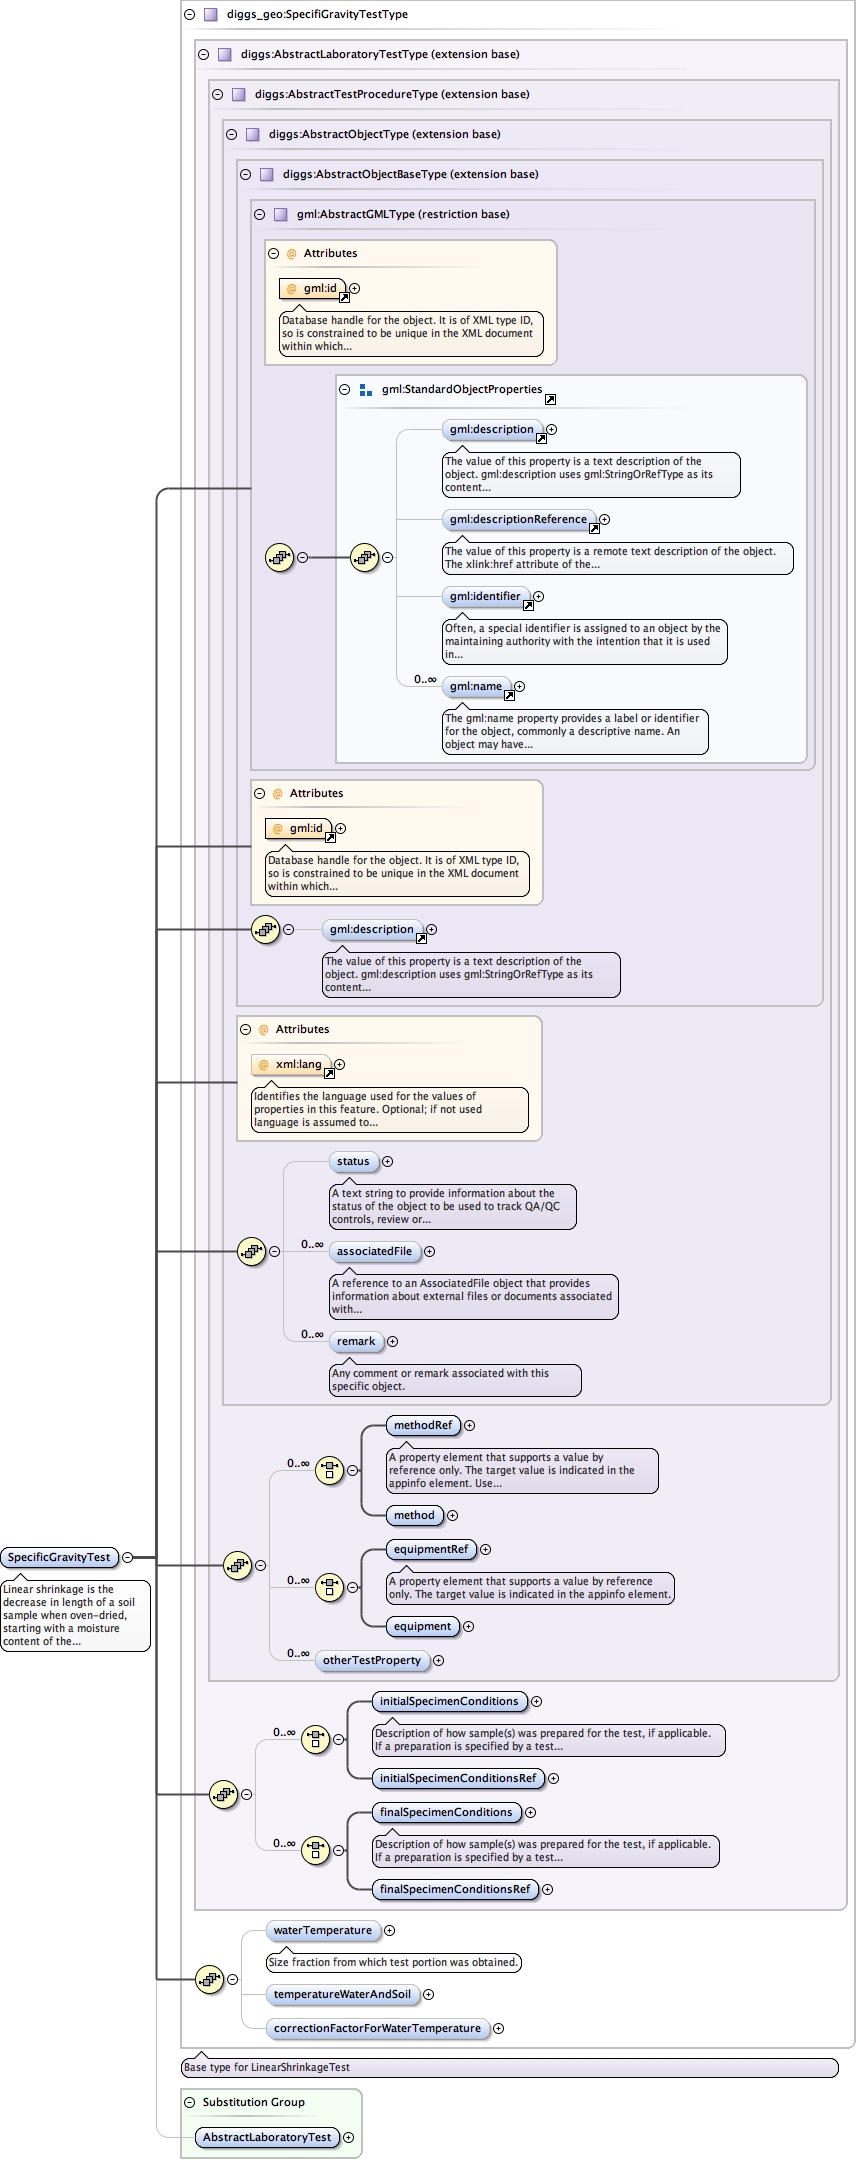 diggs_geo:SpecifiGravityTestType
diggs:AbstractLaboratoryTestType (extension base)
diggs:AbstractTestProcedureType (extension base)
diggs:AbstractObjectType (extension base)
diggs:AbstractObjectBaseType (extension base)
gml:AbstractGMLType (restriction base)
@ Attributes
@ gml:id
Database handle for the object. It is of XML type ID,
so is constrained to be unique in the XML document
within which...
gml:StandardObjectProperties
gml:description
The value of this property is a text description of the
object. gml:description uses gml:StringOrRefType as its
content...
gml:descriptionReference
The value of this property is a remote text description of the object.
The xlink:href attribute of the...
gml:identifier
Often, a special identifier is assigned to an object by the
maintaining authority with the intention that it is used
in...
0..∞
gml:name
The gml:name property provides a label or identifier
for the object, commonly a descriptive name. An
object may have...
@ Attributes
@ gml:id
Database handle for the object. It is of XML type ID,
so is constrained to be unique in the XML document
within which...
gml:description
The value of this property is a text description of the
object. gml:description uses gml:StringOrRefType as its
content...
@ Attributes
@ xml:lang
Identifies the language used for the values of
properties in this feature. Optional; if not used
language is assumed to...
status
A text string to provide information about the
status of the object to be used to track QA/QC
controls, review or...
0..∞
associatedFile
A reference to an AssociatedFile object that provides
information about external files or documents associated
with...
0..∞
remark
Any comment or remark associated with this
specific object.
0..∞
methodRef
A property element that supports a value by
reference only. The target value is indicated in the
appinfo element. Use...
method
SpecificGravityTest
Linear shrinkage is the
decrease in length of a soil
sample when oven-dried,
starting with a moisture
content of the...
0..∞
equipmentRef
A property element that supports a value by reference
only. The target value is indicated in the appinfo element.
equipment
0..∞
otherTestProperty
0..∞
initialSpecimenConditions
Description of how sample(s) was prepared for the test, if applicable.
If a preparation is specified by a test...
initialSpecimenConditionsRef
0..∞
finalSpecimenConditions
Description of how sample(s) was prepared for the test, if applicable.
If a preparation is specified by a test...
finalSpecimenConditionsRef
waterTemperature
Size fraction from which test portion was obtained.
temperatureWaterAndSoil
correctionFactorForWaterTemperature
Base type for LinearShrinkageTest
Substitution Group
AbstractLaboratoryTest